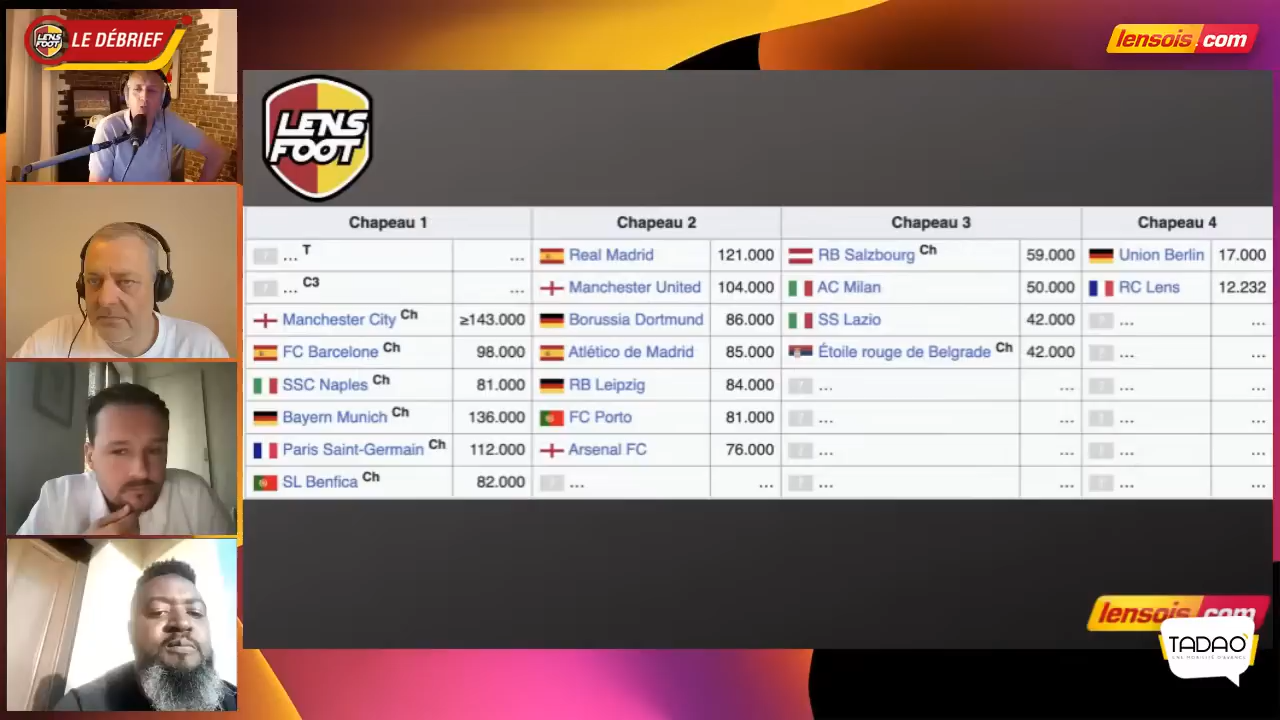 LENS FOOT LE DÉBRIEF
lensois.com
LENS
FOOT
Chapeau 1 Chapeau 2 Chapeau 3 Chapeau 4
... T ... Real Madrid 121.000 RB Salzbourg Ch 59.000 Union Berlin 17.000
... C3 ... Manchester United 104.000 AC Milan 50.000 RC Lens 12.232
Manchester City Ch ≥143.000 Borussia Dortmund 86.000 SS Lazio 42.000 ... ...
FC Barcelone Ch 98.000 Atlético de Madrid 85.000 Étoile rouge de Belgrade Ch 42.000 ... ...
SSC Naples Ch 81.000 RB Leipzig 84.000 ... ... ... ...
Bayern Munich Ch 136.000 FC Porto 81.000 ... ... ... ...
Paris Saint-Germain Ch 112.000 Arsenal FC 76.000 ... ... ... ...
SL Benfica Ch 82.000 ... ... ... ... ... ...
lensois.com
TADAO
UNE MOBILITÉ D'AVANCE